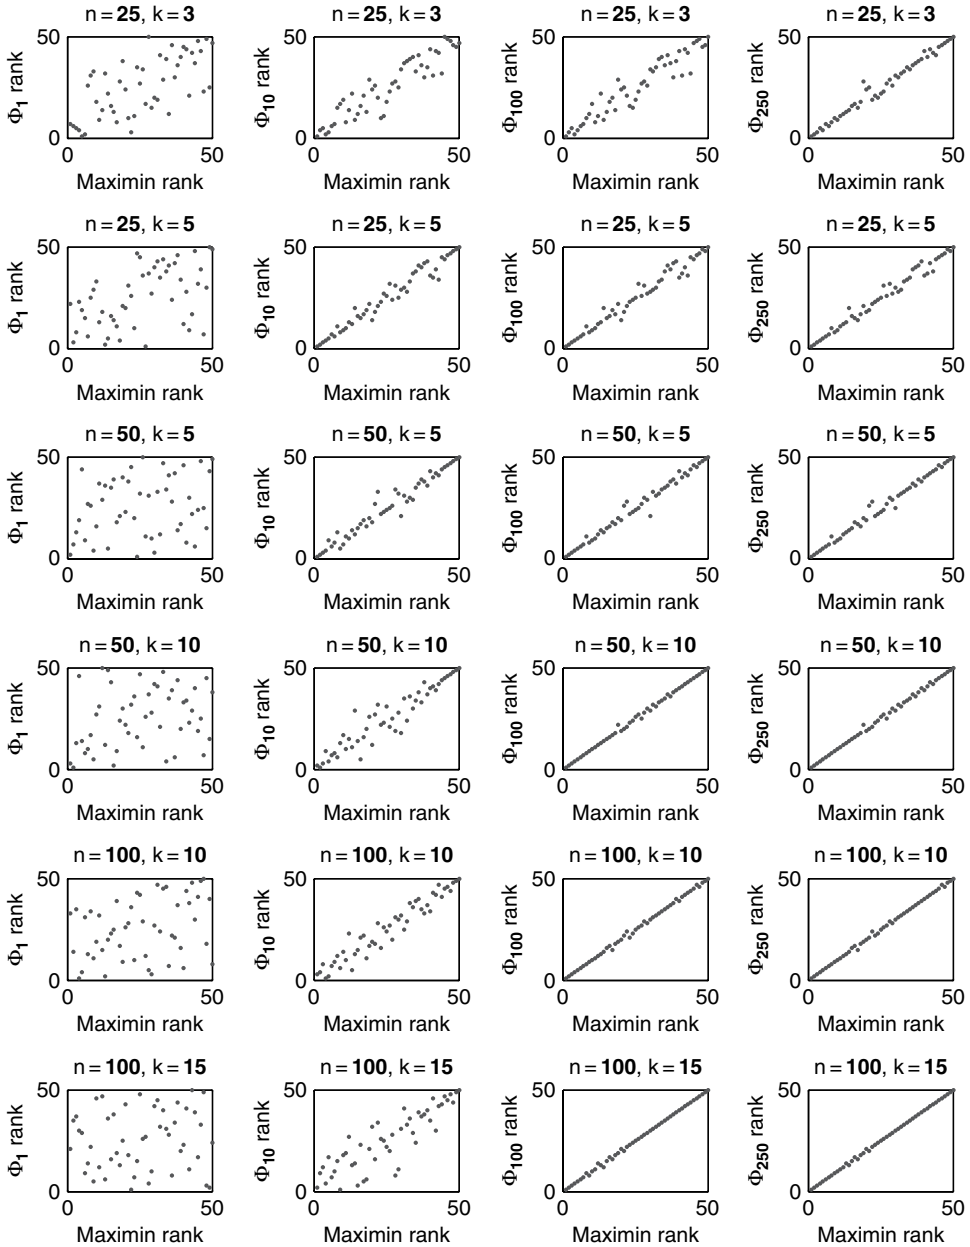 n = 25, k = 3 n = 25, k = 3 n = 25, k = 3 n = 25, k = 3
50 50 50 50
Φ1 rank Φ10 rank Φ100 rank Φ250 rank
0 0 0 0
0 50 0 50 0 50 0 50
Maximin rank Maximin rank Maximin rank Maximin rank
n = 25, k = 5 n = 25, k = 5 n = 25, k = 5 n = 25, k = 5
50 50 50 50
Φ1 rank Φ10 rank Φ100 rank Φ250 rank
0 0 0 0
0 50 0 50 0 50 0 50
Maximin rank Maximin rank Maximin rank Maximin rank
n = 50, k = 5 n = 50, k = 5 n = 50, k = 5 n = 50, k = 5
50 50 50 50
Φ1 rank Φ10 rank Φ100 rank Φ250 rank
0 0 0 0
0 50 0 50 0 50 0 50
Maximin rank Maximin rank Maximin rank Maximin rank
n = 50, k = 10 n = 50, k = 10 n = 50, k = 10 n = 50, k = 10
50 50 50 50
Φ1 rank Φ10 rank Φ100 rank Φ250 rank
0 0 0 0
0 50 0 50 0 50 0 50
Maximin rank Maximin rank Maximin rank Maximin rank
n = 100, k = 10 n = 100, k = 10 n = 100, k = 10 n = 100, k = 10
50 50 50 50
Φ1 rank Φ10 rank Φ100 rank Φ250 rank
0 0 0 0
0 50 0 50 0 50 0 50
Maximin rank Maximin rank Maximin rank Maximin rank
n = 100, k = 15 n = 100, k = 15 n = 100, k = 15 n = 100, k = 15
50 50 50 50
Φ1 rank Φ10 rank Φ100 rank Φ250 rank
0 0 0 0
0 50 0 50 0 50 0 50
Maximin rank Maximin rank Maximin rank Maximin rank